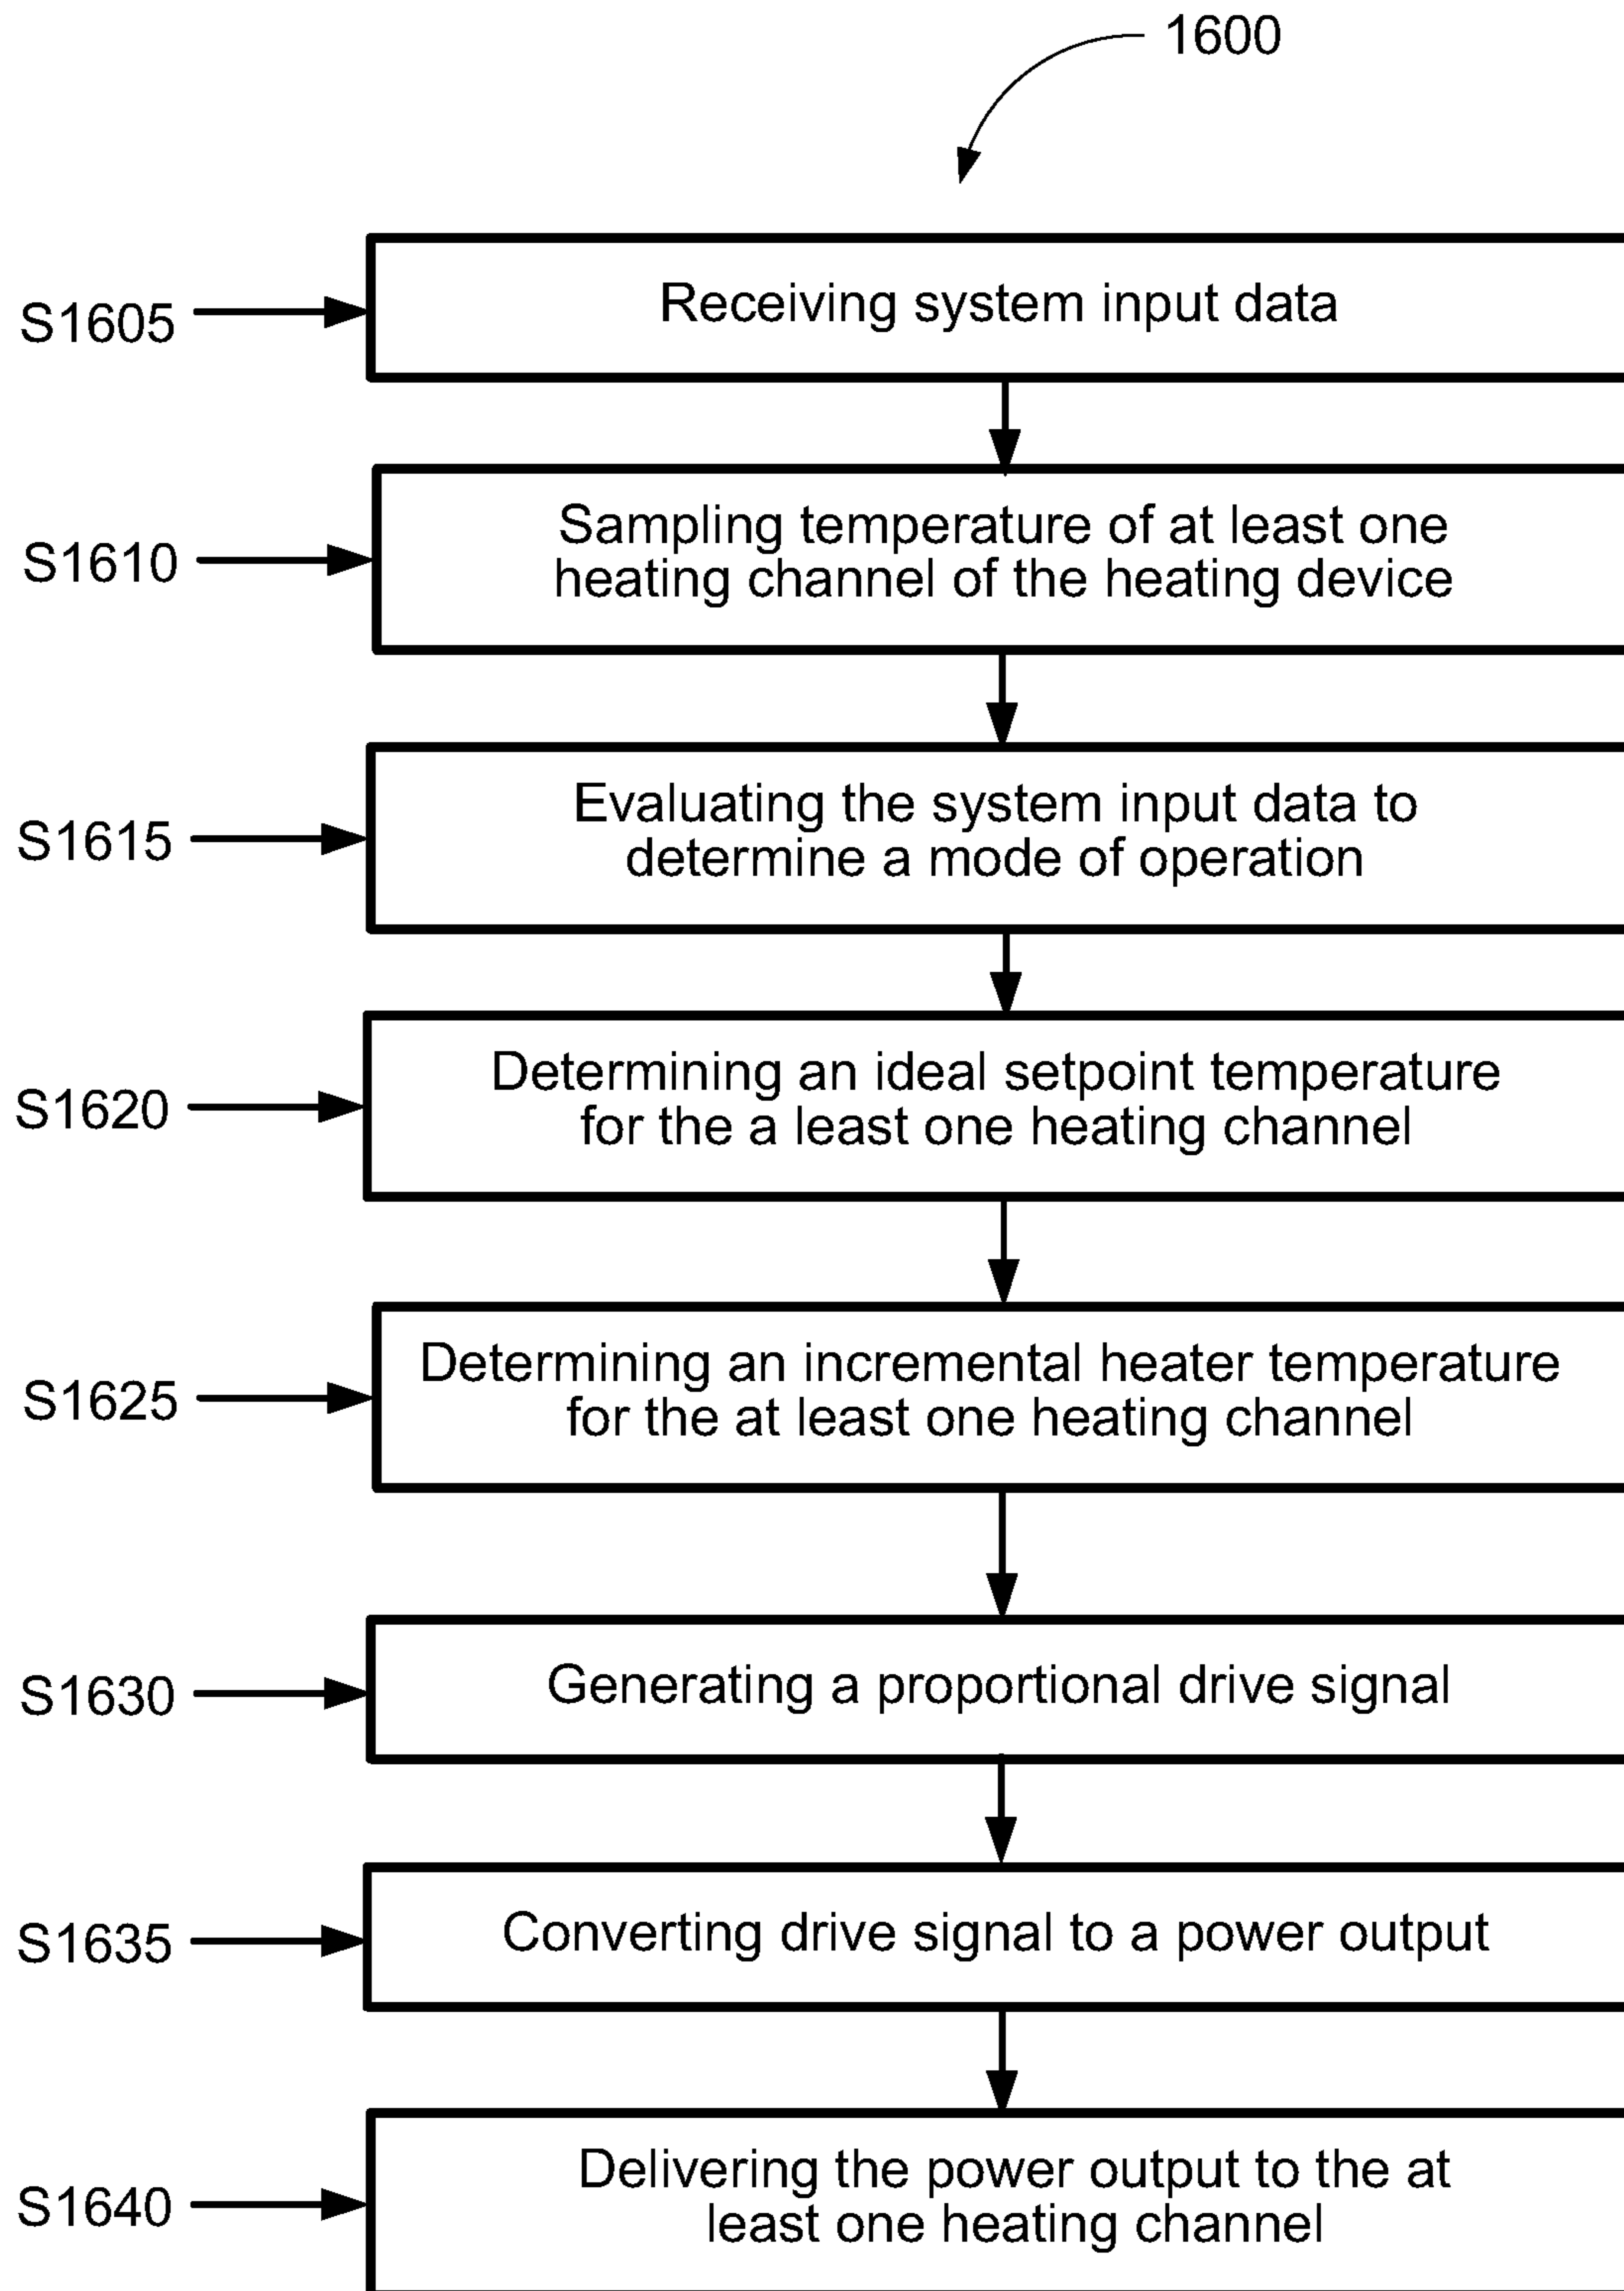 1600
S1605
Receiving system input data
S1610
Sampling temperature of at least one
heating channel of the heating device
S1615
Evaluating the system input data to
determine a mode of operation
S1620
Determining an ideal setpoint temperature
for the a least one heating channel
S1625
Determining an incremental heater temperature
for the at least one heating channel
S1630
Generating a proportional drive signal
S1635
Converting drive signal to a power output
S1640
Delivering the power output to the at
least one heating channel